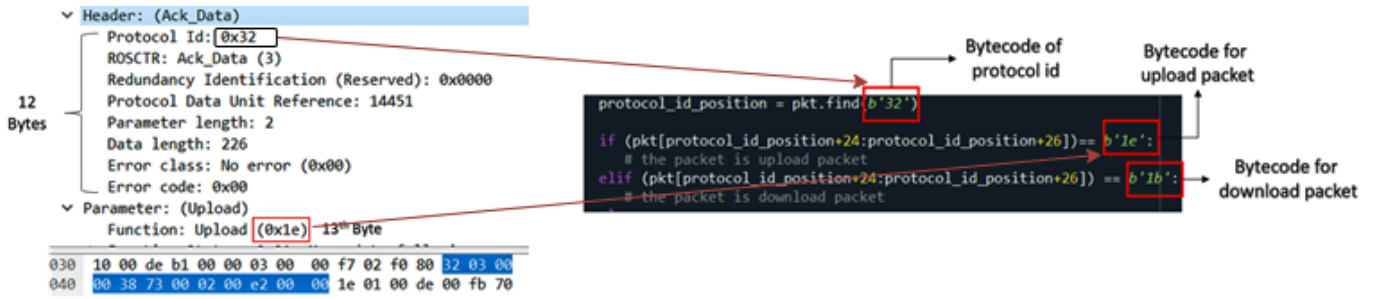 Header: (Ack_Data)
Protocol Id: 0x32
ROSCTR: Ack_Data (3)
Redundancy Identification (Reserved): 0x0000
Protocol Data Unit Reference: 14451
Parameter length: 2
Data length: 226
Error class: No error (0x00)
Error code: 0x00
12
Bytes
Parameter: (Upload)
Function: Upload (0x1e) 13th Byte
030 10 00 de b1 00 00 03 00 00 f7 02 f0 80 32 03 00
040 00 38 73 00 02 00 e2 00 00 1e 01 00 de 00 fb 70
Bytecode of
protocol id
Bytecode for
upload packet
protocol_id_position = pkt.find(b'32')
if (pkt[protocol_id_position+24:protocol_id_position+26])== b'1e':
# the packet is upload packet
elif (pkt[protocol_id_position+24:protocol_id_position+26]) == b'1b':
# the packet is download packet
Bytecode for
download packet